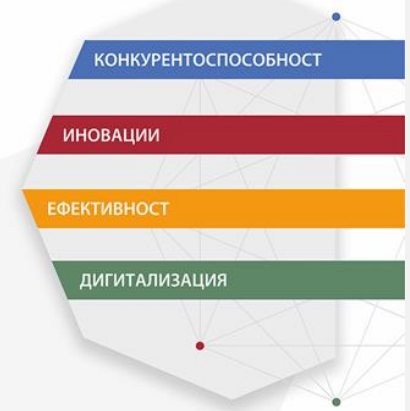 КОНКУРЕНТОСПОСОБНОСТ
ИНОВАЦИИ
ЕФЕКТИВНОСТ
ДИГИТАЛИЗАЦИЯ